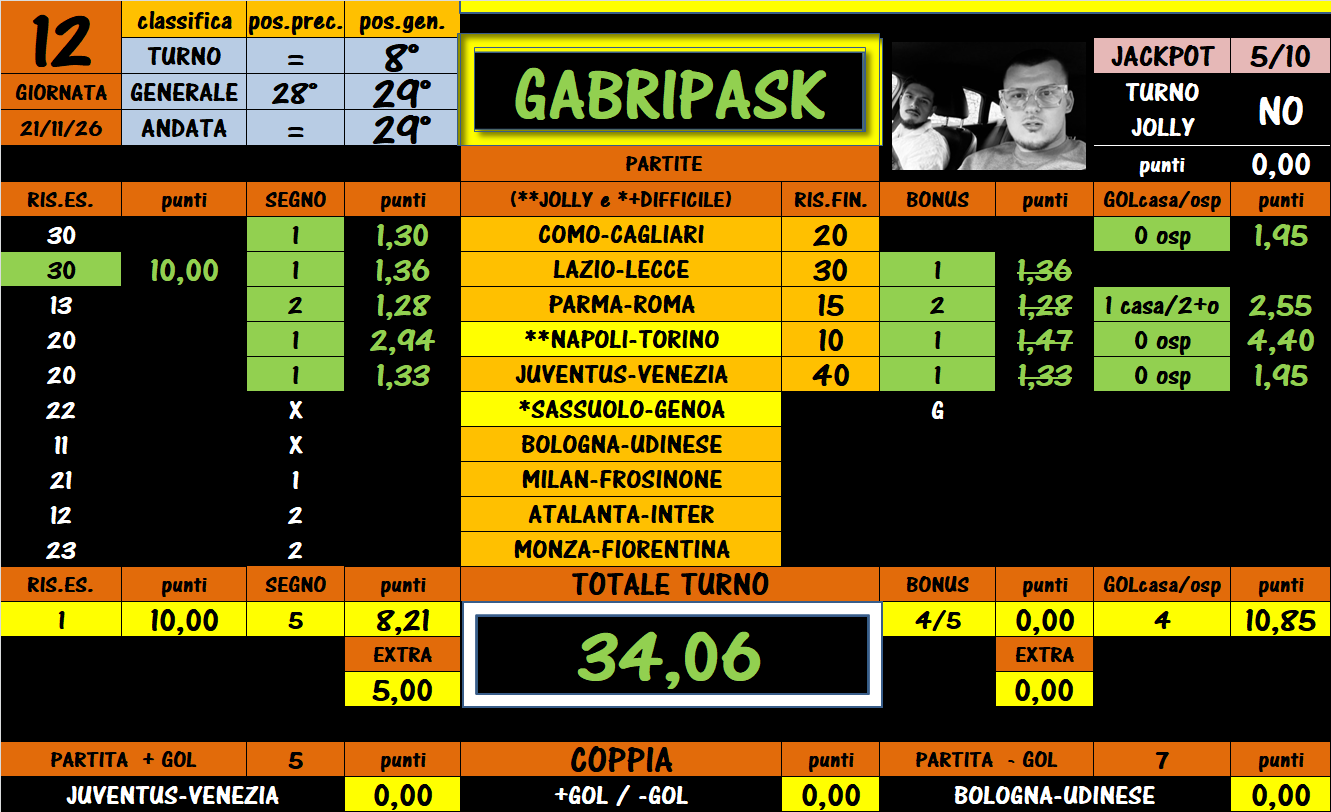 12 classifica pos.prec. pos.gen.
TURNO = 8°
GIORNATA GENERALE 28° 29°
21/11/26 ANDATA = 29°
GABRIPASK
JACKPOT 5/10
TURNO JOLLY NO
punti 0,00
PARTITE
RIS.ES. punti SEGNO punti (**JOLLY e *+DIFFICILE) RIS.FIN. BONUS punti GOLcasa/osp punti
30 1 1,30 COMO-CAGLIARI 20 0 osp 1,95
30 10,00 1 1,36 LAZIO-LECCE 30 1 1,36
13 2 1,28 PARMA-ROMA 15 2 1,28 1 casa/2+o 2,55
20 1 2,94 **NAPOLI-TORINO 10 1 1,47 0 osp 4,40
20 1 1,33 JUVENTUS-VENEZIA 40 1 1,33 0 osp 1,95
22 X *SASSUOLO-GENOA G
11 X BOLOGNA-UDINESE
21 1 MILAN-FROSINONE
12 2 ATALANTA-INTER
23 2 MONZA-FIORENTINA
RIS.ES. punti SEGNO punti TOTALE TURNO BONUS punti GOLcasa/osp punti
1 10,00 5 8,21 34,06 4/5 0,00 4 10,85
EXTRA EXTRA
5,00 0,00
PARTITA + GOL 5 punti COPPIA punti PARTITA - GOL 7 punti
JUVENTUS-VENEZIA 0,00 +GOL / -GOL 0,00 BOLOGNA-UDINESE 0,00